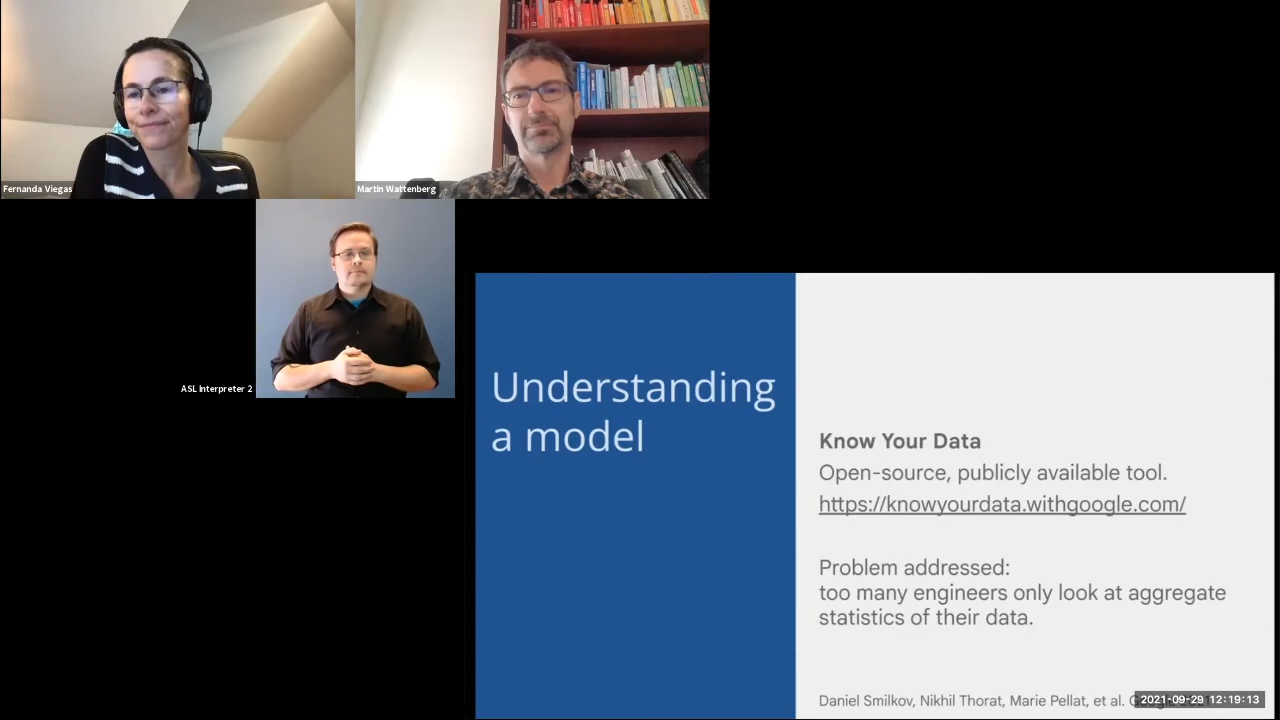 Fernanda Viegas
Martin Wattenberg
ASL Interpreter 2
Understanding
a model
Know Your Data
Open-source, publicly available tool.
https://knowyourdata.withgoogle.com/
Problem addressed:
too many engineers only look at aggregate
statistics of their data.
Daniel Smilkov, Nikhil Thorat, Marie Pellat, et al.
2021-09-29 12:19:13